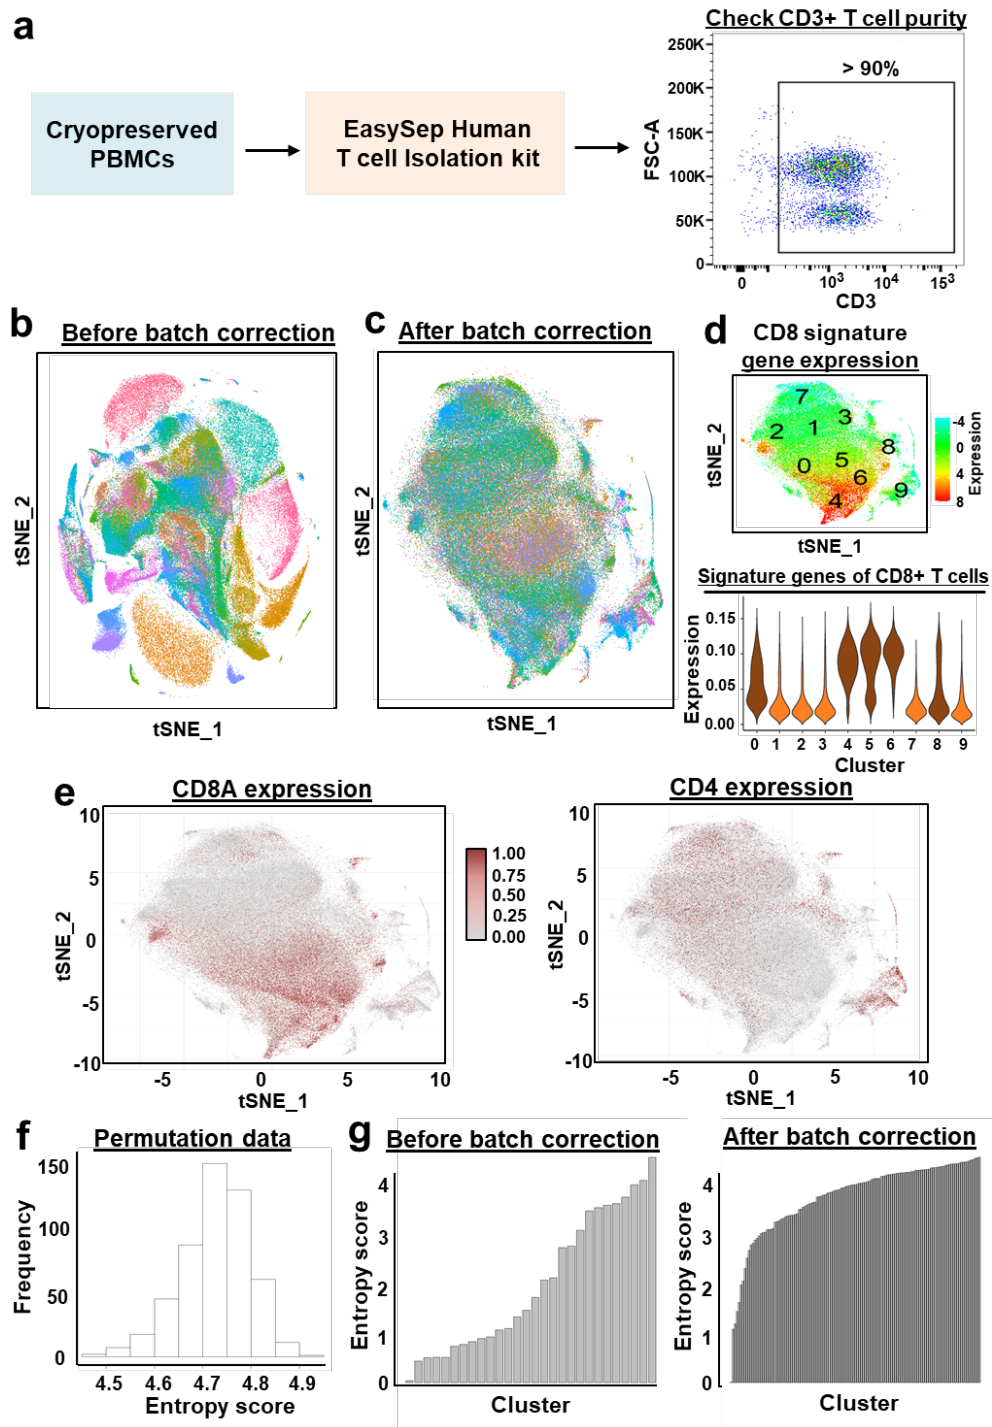 a
Check CD3+ T cell purity
Cryopreserved
PBMCs
EasySep Human
T cell Isolation kit
> 90%
250K
200K
150K
100K
50K
0
FSC-A
0
10³
10⁴
15³
CD3
b
Before batch correction
tSNE_2
tSNE_1
c
After batch correction
tSNE_2
tSNE_1
d
CD8 signature
gene expression
7
3
2
1
8
0
5
6
4
9
-4
0
4
8
Expression
tSNE_2
tSNE_1
Signature genes of CD8+ T cells
0.15
0.10
0.05
0.00
Expression
0 1 2 3 4 5 6 7 8 9
Cluster
e
CD8A expression
10
5
0
-5
-10
tSNE_2
-5 0 5 10
tSNE_1
1.00
0.75
0.50
0.25
0.00
CD4 expression
10
5
0
-5
-10
tSNE_2
-5 0 5 10
tSNE_1
f
Permutation data
150
100
50
0
Frequency
4.5 4.6 4.7 4.8 4.9
Entropy score
g
Before batch correction
4
3
2
1
0
Entropy score
Cluster
After batch correction
4
3
2
1
0
Entropy score
Cluster